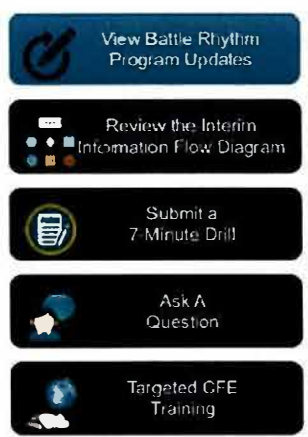 View Battle Rhythm
Program Updates
Review the Interim
Information Flow Diagram
Submit a
7-Minute Drill
Ask A
Question
Targeted CFE
Training